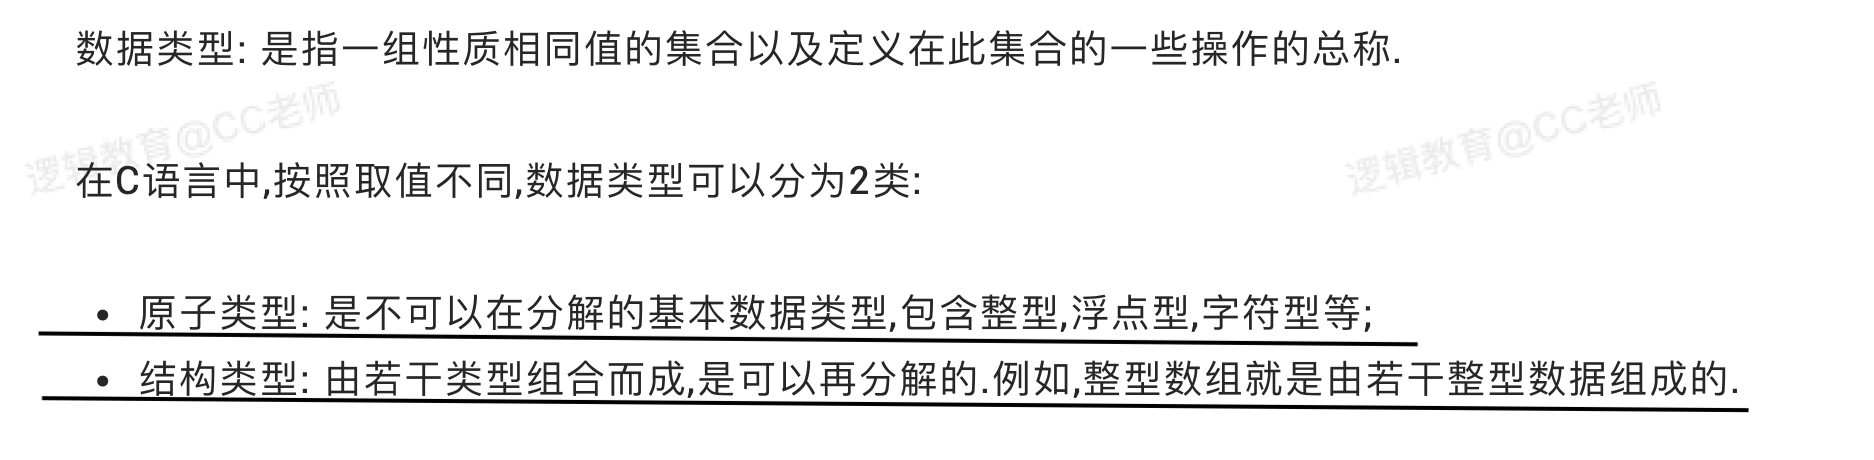 数据类型: 是指一组性质相同值的集合以及定义在此集合的一些操作的总称.
逻辑教育@CC老师
逻辑教育@CC老师
在C语言中,按照取值不同,数据类型可以分为2类:
• 原子类型: 是不可以在分解的基本数据类型,包含整型,浮点型,字符型等;
• 结构类型: 由若干类型组合而成,是可以再分解的.例如,整型数组就是由若干整型数据组成的.